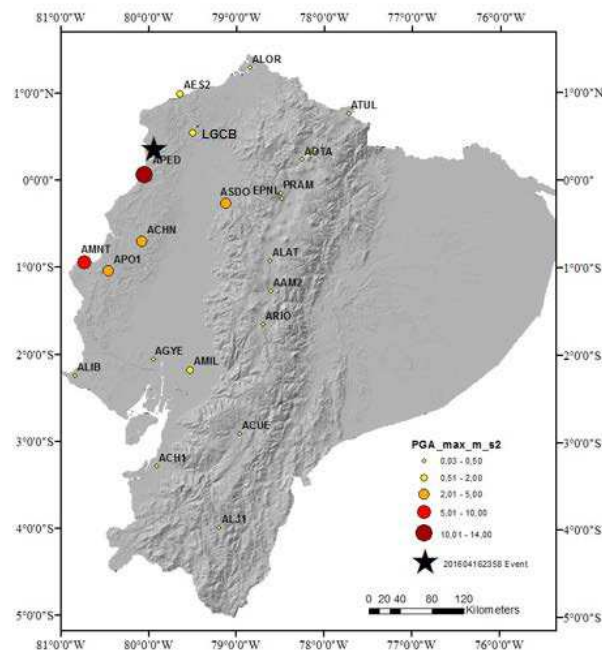 81°0'0"W 80°0'0"W 79°0'0"W 78°0'0"W 77°0'0"W 76°0'0"W
ALOR
1°0'0"N
AES2
ATUL
1°0'0"N
LGCB
AOTA
APED
0°0'0"
0°0'0"
EPNL
PRAM
ASDO
ACHN
AMNT
APO1
ALAT
1°0'0"S
1°0'0"S
AAM2
ARIO
2°0'0"S
AGYE
AMIL
ALIB
2°0'0"S
ACUE
3°0'0"S
3°0'0"S
PGA_max_m_s2
ACH1
0,03 - 0,50
0,51 - 2,00
2,01 - 5,00
5,01 - 10,00
10,01 - 14,00
ALJ1
4°0'0"S
4°0'0"S
201604162358 Event
0 20 40 80 120
Kilometers
5°0'0"S
5°0'0"S
81°0'0"W 80°0'0"W 79°0'0"W 78°0'0"W 77°0'0"W 76°0'0"W